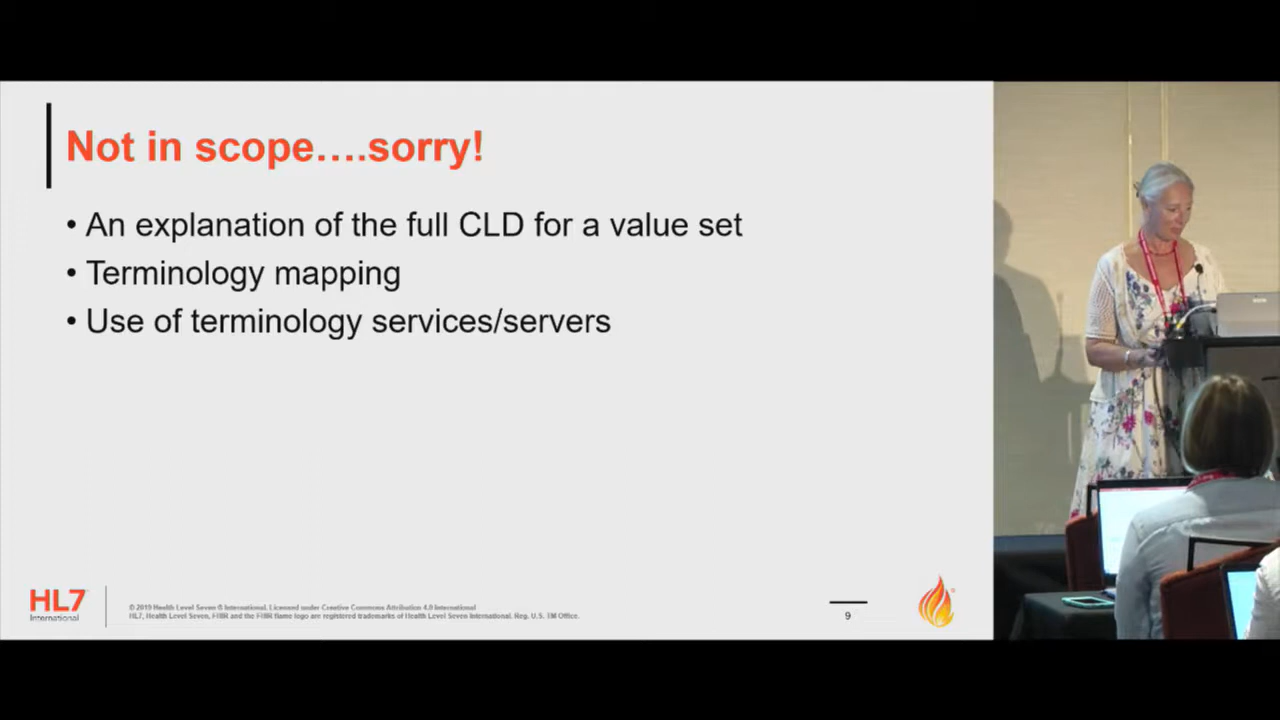 Not in scope….sorry!
• An explanation of the full CLD for a value set
• Terminology mapping
• Use of terminology services/servers
HL7
International
© 2019 Health Level Seven ® International. Licensed under Creative Commons Attribution 4.0 International
HL7, Health Level Seven, FHIR and the FHIR flame logo are registered trademarks of Health Level Seven International. Reg. U.S. TM Office.
9
®